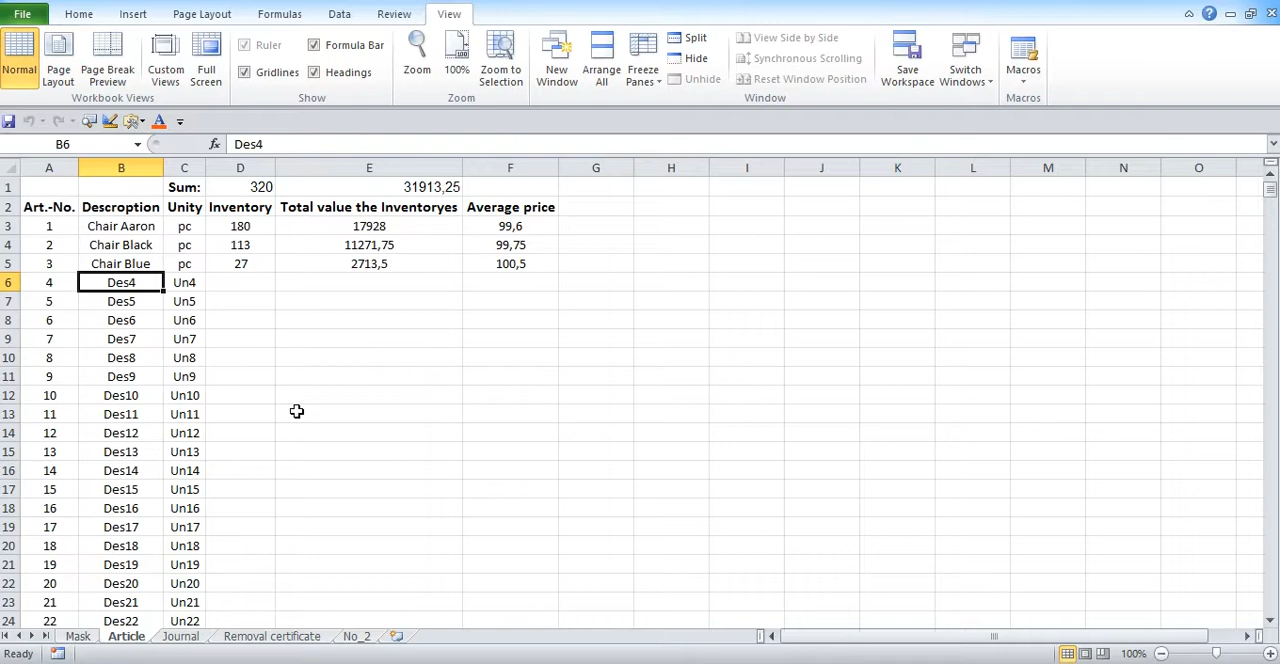 File Home Insert Page Layout Formulas Data Review View
Normal Page Layout Page Break Preview Custom Views Full Screen
Ruler Formula Bar
Gridlines Headings
Zoom 100% Zoom to Selection
New Window Arrange All Freeze Panes
Split
Hide
Unhide
View Side by Side
Synchronous Scrolling
Reset Window Position
Save Workspace Switch Windows Macros
Workbook Views Show Zoom Window Macros
B6 fx Des4
A B C D E F G H I J K L M N O
1 Sum: 320 31913,25
2 Art.-No. Descroption Unity Inventory Total value the Inventoryes Average price
3 1 Chair Aaron pc 180 17928 99,6
4 2 Chair Black pc 113 11271,75 99,75
5 3 Chair Blue pc 27 2713,5 100,5
6 4 Des4 Un4
7 5 Des5 Un5
8 6 Des6 Un6
9 7 Des7 Un7
10 8 Des8 Un8
11 9 Des9 Un9
12 10 Des10 Un10
13 11 Des11 Un11
14 12 Des12 Un12
15 13 Des13 Un13
16 14 Des14 Un14
17 15 Des15 Un15
18 16 Des16 Un16
19 17 Des17 Un17
20 18 Des18 Un18
21 19 Des19 Un19
22 20 Des20 Un20
23 21 Des21 Un21
24 22 Des22 Un22
Mask Article Journal Removal certificate No_2
Ready 100%